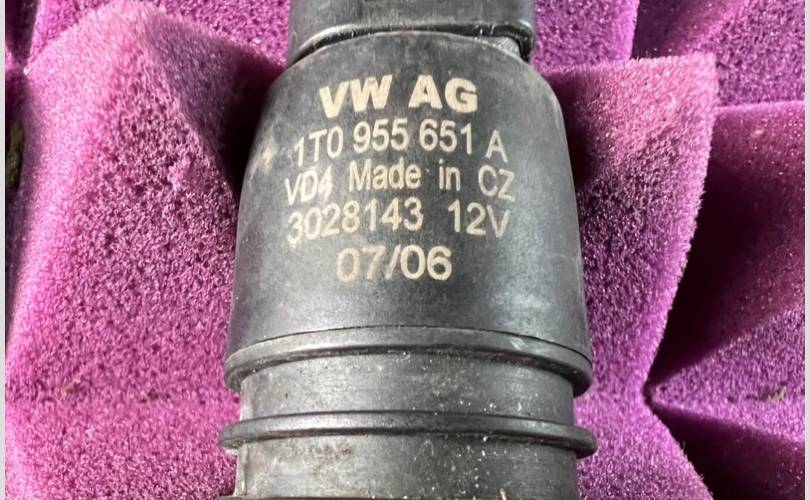 VW AG
1T0 955 651 A
VD4 Made in CZ
3028143 12V
07/06